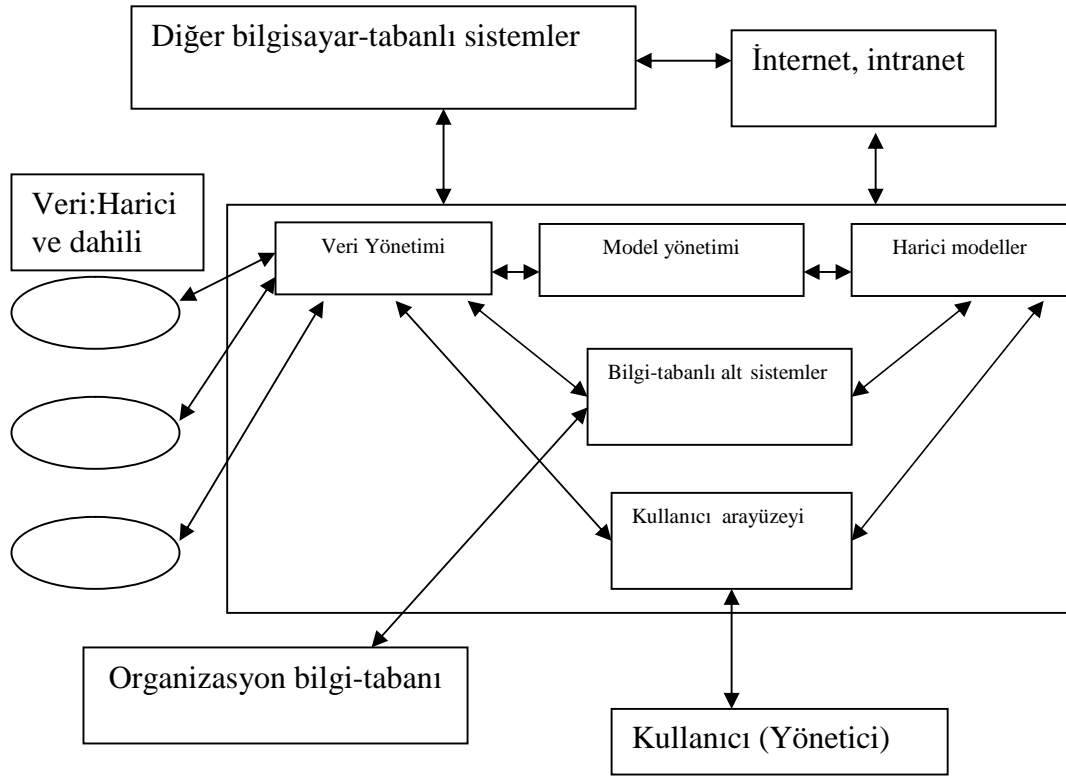 Diğer bilgisayar-tabanlı sistemler
İnternet, intranet
Veri:Harici
ve dahili
Veri Yönetimi
Model yönetimi
Harici modeller
Bilgi-tabanlı alt sistemler
Kullanıcı arayüzeyi
Organizasyon bilgi-tabanı
Kullanıcı (Yönetici)